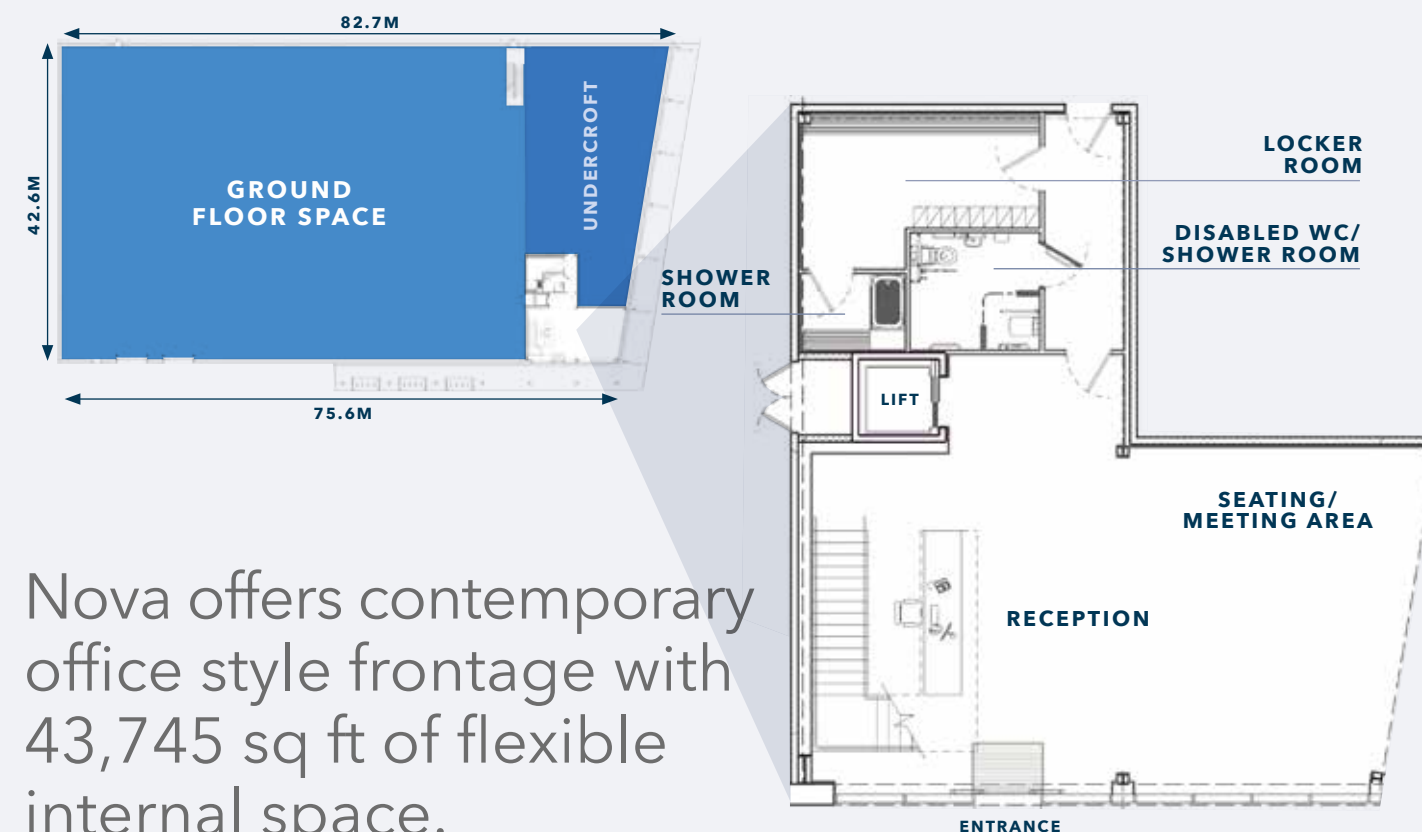 82.7M
42.6M
GROUND
FLOOR SPACE
UNDERCROFT
75.6M
LOCKER
ROOM
DISABLED WC/
SHOWER ROOM
SHOWER
ROOM
LIFT
SEATING/
MEETING AREA
RECEPTION
ENTRANCE
Nova offers contemporary
office style frontage with
43,745 sq ft of flexible
internal space.